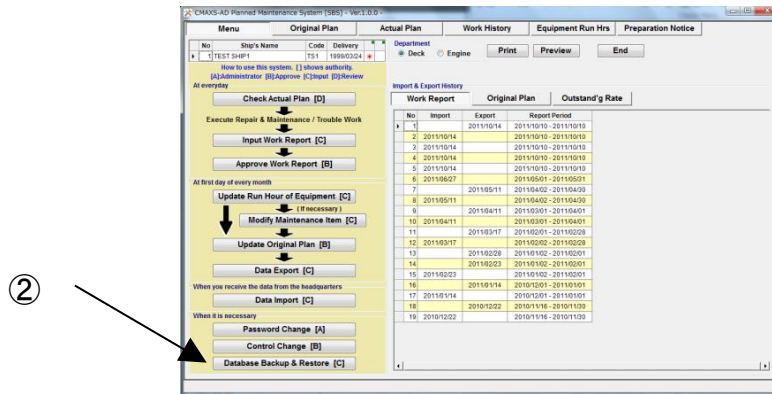 CMAXS-AD Planned Maintenance System [SBS] - Ver.1.0.0 -
Menu Original Plan Actual Plan Work History Equipment Run Hrs Preparation Notice
No Ship's Name Code Delivery
1 TEST SHIP1 TS1 1999/03/24 *
Department
Deck Engine Print Preview End
How to use this system. [ ] shows authority.
[A]:Administrator [B]:Approve [C]:Input [D]:Review
At everyday
Check Actual Plan [D]
Execute Repair & Maintenance / Trouble Work
Input Work Report [C]
Approve Work Report [B]
At first day of every month
Update Run Hour of Equipment [C]
( If necessary )
Modify Maintenance Item [C]
Update Original Plan [B]
Data Export [C]
When you receive the data from the headquarters
Data Import [C]
When it is necessary
Password Change [A]
Control Change [B]
Database Backup & Restore [C]
②
Import & Export History
Work Report Original Plan Outstand'g Rate
No Import Export Report Period
1 2011/10/14 2011/10/10 - 2011/10/10
2 2011/10/14 2011/10/10 - 2011/10/10
3 2011/10/14 2011/10/10 - 2011/10/10
4 2011/10/14 2011/10/10 - 2011/10/10
5 2011/10/14 2011/10/10 - 2011/10/10
6 2011/06/27 2011/05/01 - 2011/05/31
7 2011/05/11 2011/04/02 - 2011/04/30
8 2011/05/11 2011/04/02 - 2011/04/30
9 2011/04/11 2011/03/01 - 2011/04/01
10 2011/04/11 2011/03/01 - 2011/04/01
11 2011/03/17 2011/02/02 - 2011/02/28
12 2011/03/17 2011/02/02 - 2011/02/28
13 2011/02/28 2011/01/02 - 2011/02/01
14 2011/02/23 2011/01/02 - 2011/02/01
15 2011/02/23 2011/01/02 - 2011/02/01
16 2011/01/14 2010/12/01 - 2011/01/01
17 2011/01/14 2010/12/01 - 2011/01/01
18 2010/12/22 2010/11/16 - 2010/11/30
19 2010/12/22 2010/11/16 - 2010/11/30